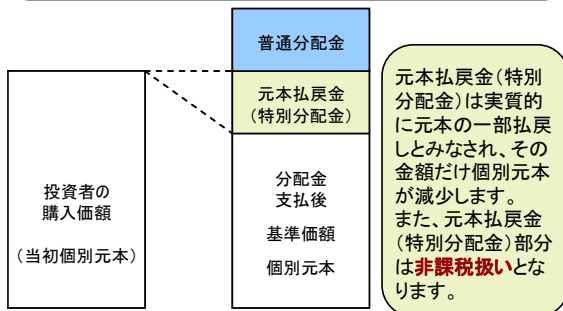 普通分配金
元本払戻金
(特別分配金)
投資者の
購入価額
(当初個別元本)
分配金
支払後
基準価額
個別元本
元本払戻金(特別
分配金)は実質的
に元本の一部払戻
しとみなされ、その
金額だけ個別元本
が減少します。
また、元本払戻金
(特別分配金)部分
は非課税扱いとな
ります。